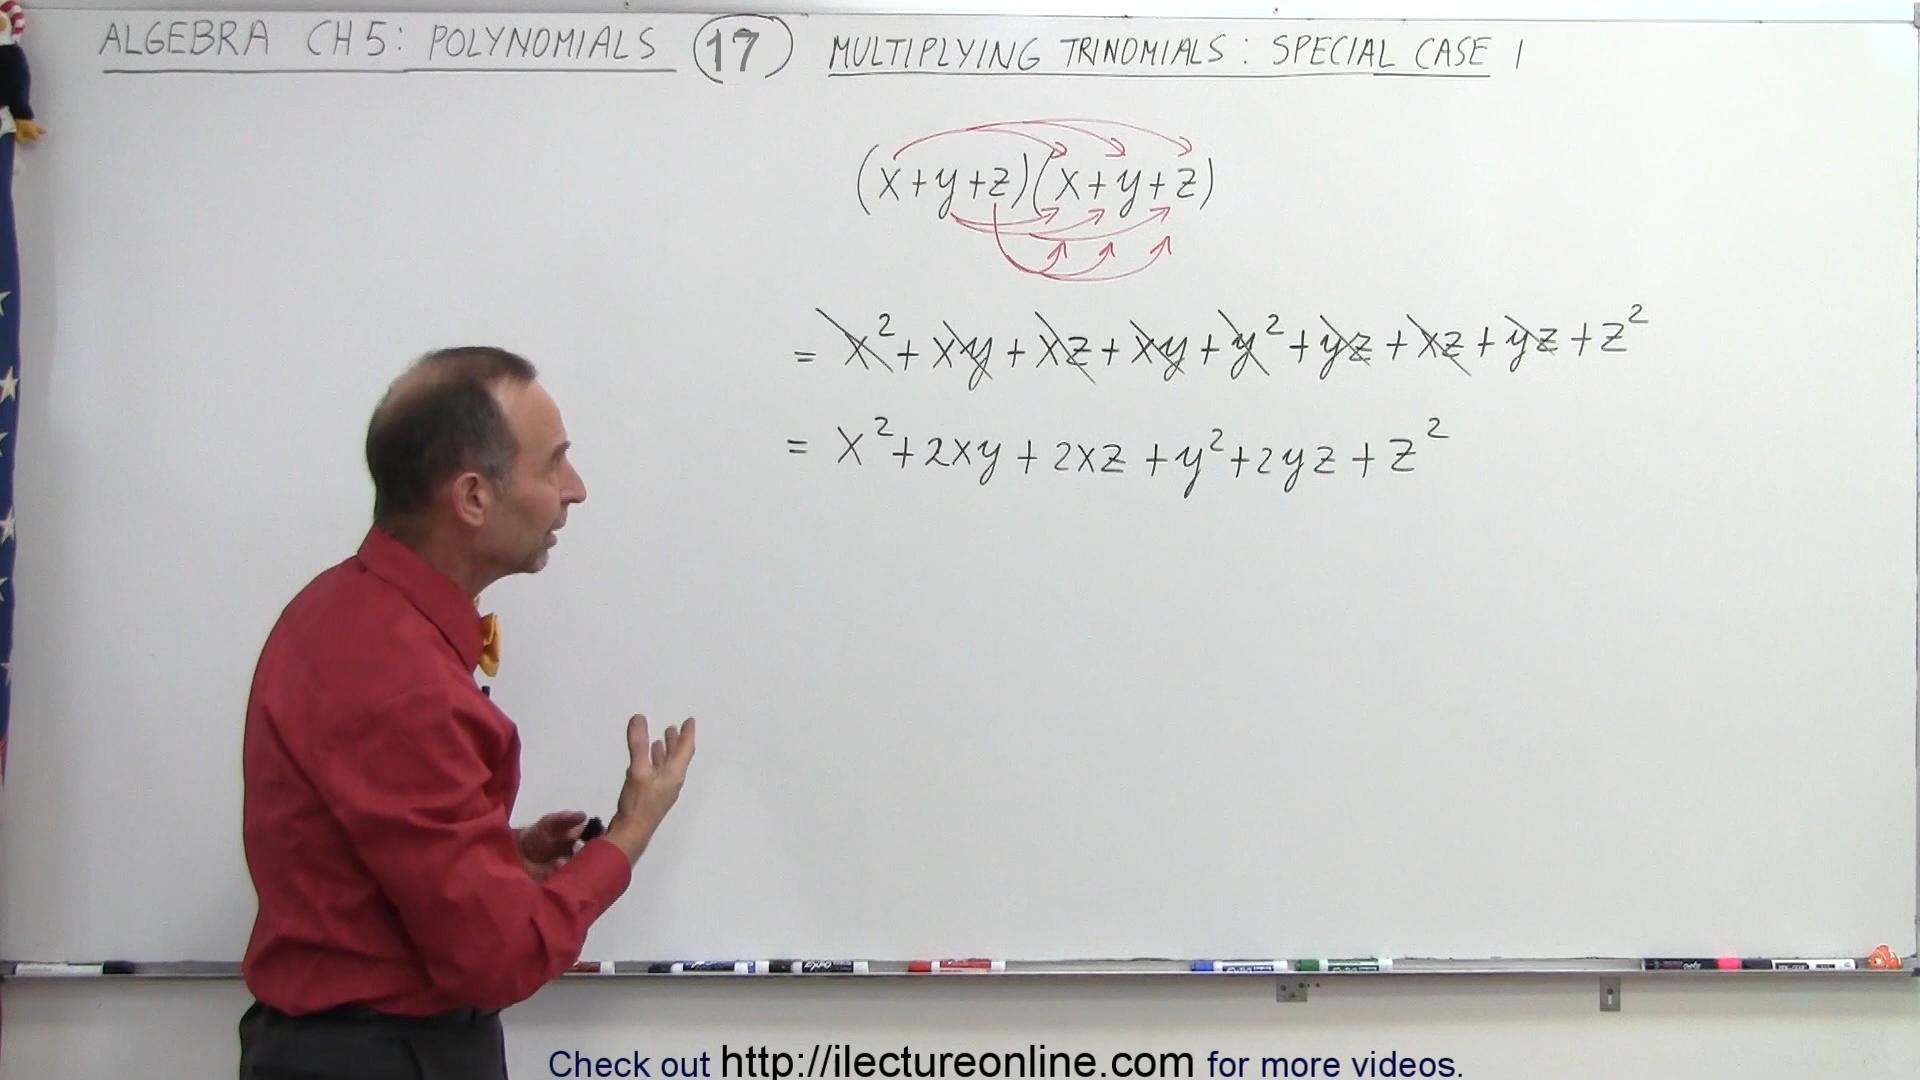 ALGEBRA CH 5: POLYNOMIALS 17 MULTIPLYING TRINOMIALS: SPECIAL CASE 1
(x+y+z)(x+y+z)
= x² + xy + xz + xy + y² + yz + xz + yz + z²
= x² + 2xy + 2xz + y² + 2yz + z²
Check out http://ilectureonline.com for more videos.